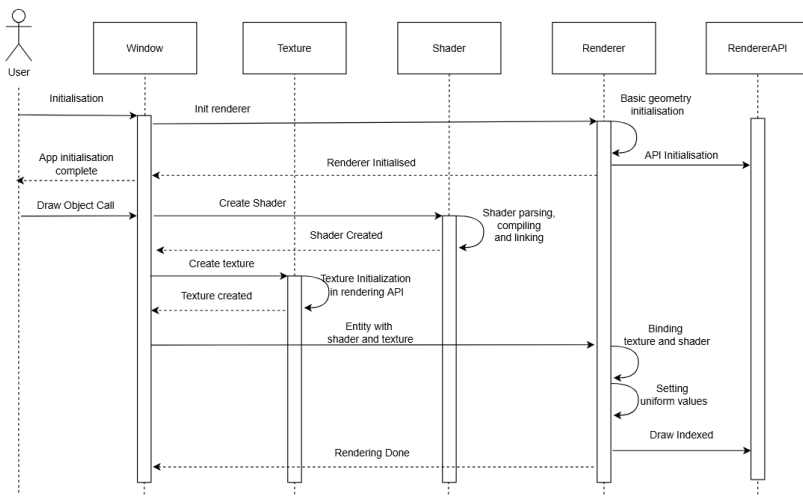 User
Window
Texture
Shader
Renderer
RendererAPI
Initialisation
Init renderer
Basic geometry
initialisation
App initialisation
complete
Renderer Initialised
API Initialisation
Draw Object Call
Create Shader
Shader parsing,
compiling
and linking
Shader Created
Create texture
Texture Initialization
in rendering API
Texture created
Entity with
shader and texture
Binding
texture and shader
Setting
uniform values
Draw Indexed
Rendering Done